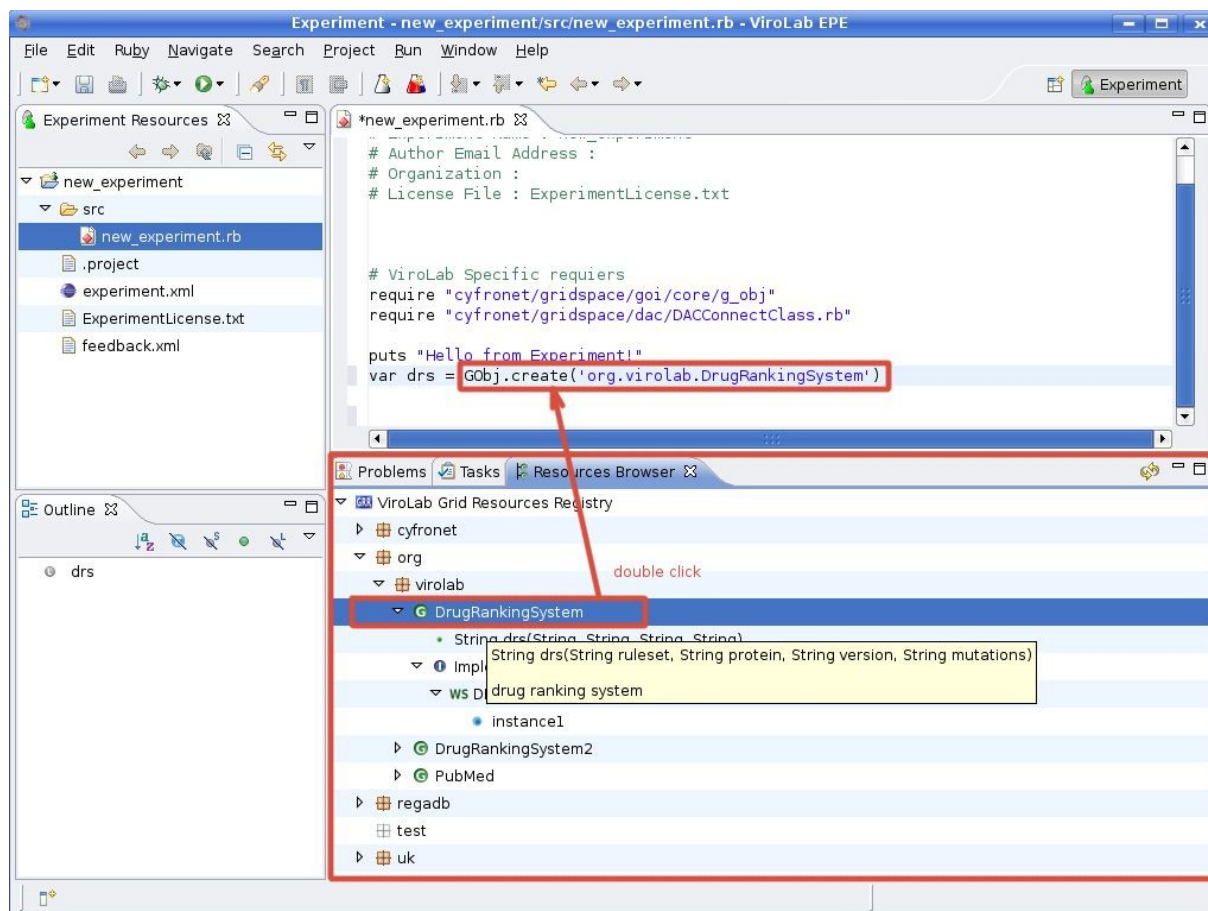 Experiment - new_experiment/src/new_experiment.rb - ViroLab EPE
File Edit Ruby Navigate Search Project Run Window Help
Experiment
Experiment Resources
new_experiment
src
new_experiment.rb
.project
experiment.xml
ExperimentLicense.txt
feedback.xml
*new_experiment.rb
# Experiment Name : new_experiment
# Author Email Address :
# Organization :
# License File : ExperimentLicense.txt
# ViroLab Specific requiers
require "cyfronet/gridspace/goi/core/g_obj"
require "cyfronet/gridspace/dac/DACConnectClass.rb"
puts "Hello from Experiment!"
var drs = GObj.create('org.virolab.DrugRankingSystem')
Outline
drs
Problems Tasks Resources Browser
ViroLab Grid Resources Registry
cyfronet
org
double click
virolab
DrugRankingSystem
String drs(String, String, String, String)
String drs(String ruleset, String protein, String version, String mutations)
drug ranking system
WS
instance1
DrugRankingSystem2
PubMed
regadb
test
uk